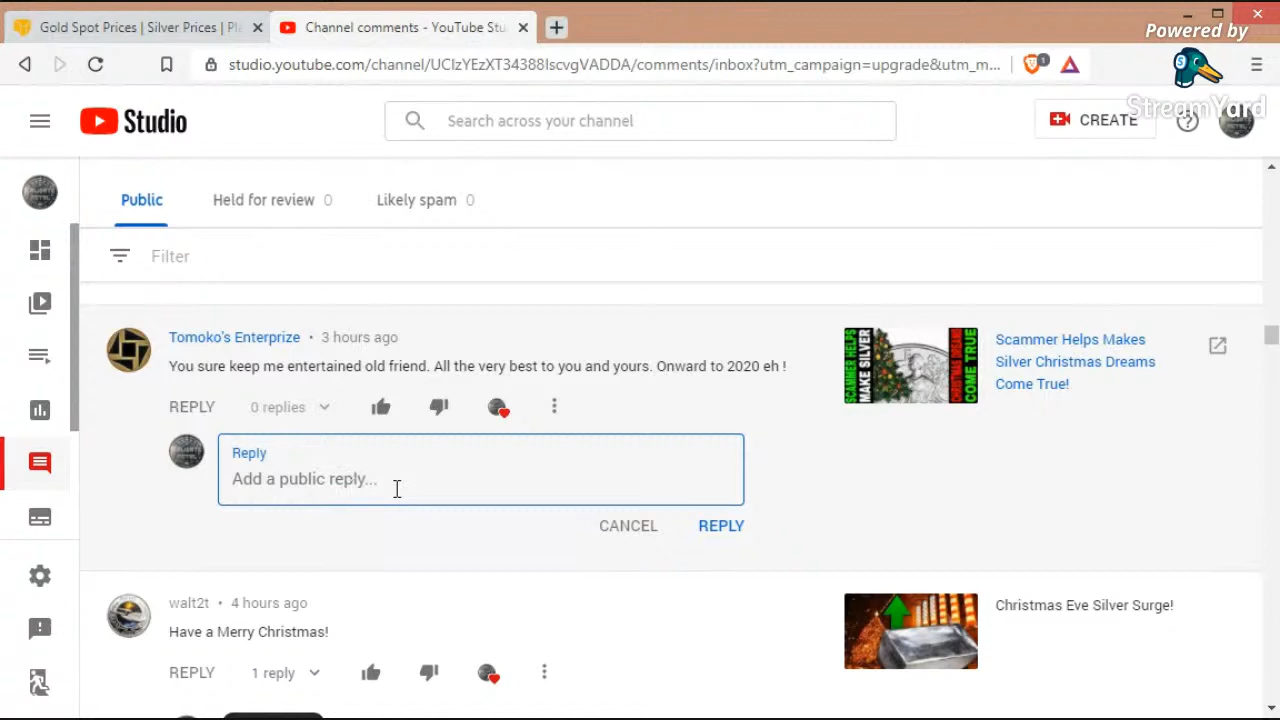 Gold Spot Prices | Silver Prices | Pla
Channel comments - YouTube Stu
Powered by
studio.youtube.com/channel/UCIzYEzXT34388IscvgVADDA/comments/inbox?utm_campaign=upgrade&utm_m...
1
StreamYard
Studio
Search across your channel
CREATE
Public
Held for review 0
Likely spam 0
Filter
Tomoko's Enterprize • 3 hours ago
You sure keep me entertained old friend. All the very best to you and yours. Onward to 2020 eh !
REPLY
0 replies
SCAMMER HELPS
MAKE SILVER
CHRISTMAS DREAMS
COME TRUE
Scammer Helps Makes
Silver Christmas Dreams
Come True!
Reply
Add a public reply...
CANCEL
REPLY
walt2t • 4 hours ago
Have a Merry Christmas!
REPLY
1 reply
Christmas Eve Silver Surge!